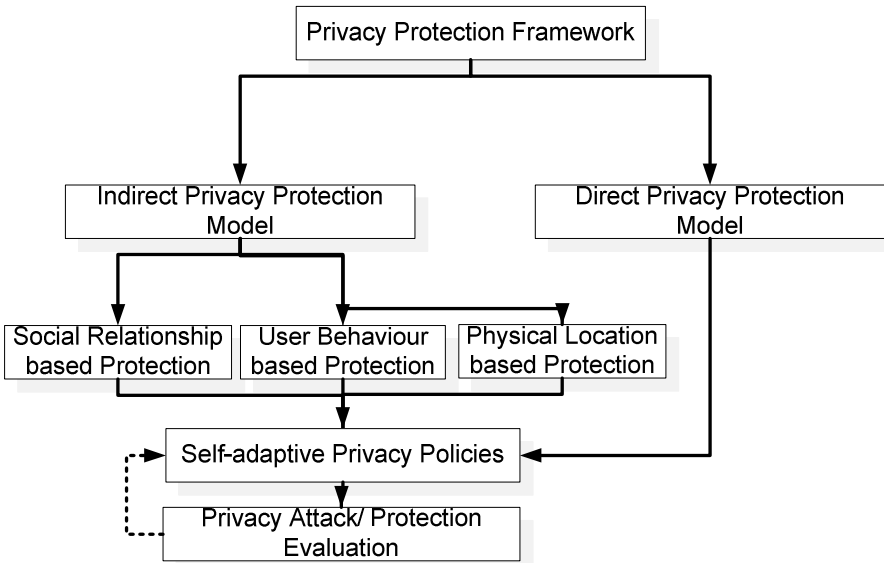 Privacy Protection Framework
Indirect Privacy Protection
Model
Direct Privacy Protection
Model
Social Relationship
based Protection
User Behaviour
based Protection
Physical Location
based Protection
Self-adaptive Privacy Policies
Privacy Attack/ Protection
Evaluation